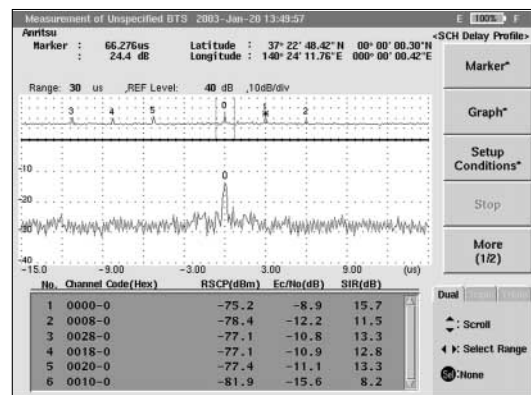 Measurement of Unspecified BTS 2003-Jan-20 13:49:57 E 100% F
Anritsu
<SCH Delay Profile>
Marker : 66.276us Latitude : 37° 22' 48.42"N 00° 00' 00.30"N
: 24.4 dB Longitude : 140° 24' 11.76"E 000° 00' 00.42"E
Range: 30 us ,REF Level: 40 dB ,10dB/div
3 4 5 0 1 2
-10
-20
-30
-40
0
-15.0 -9.00 -3.00 3.00 9.00 (us)
No. Channel Code(Hex) RSCP(dBm) Ec/No(dB) SIR(dB)
1 0000-0 -75.2 -8.9 15.7
2 0008-0 -78.4 -12.2 11.5
3 0028-0 -77.1 -10.8 13.3
4 0018-0 -77.1 -10.9 12.8
5 0020-0 -77.4 -11.1 13.3
6 0010-0 -81.9 -15.6 8.2
Marker*
Graph*
Setup
Conditions*
Stop
More
(1/2)
Dual
: Scroll
: Select Range
Sel :None